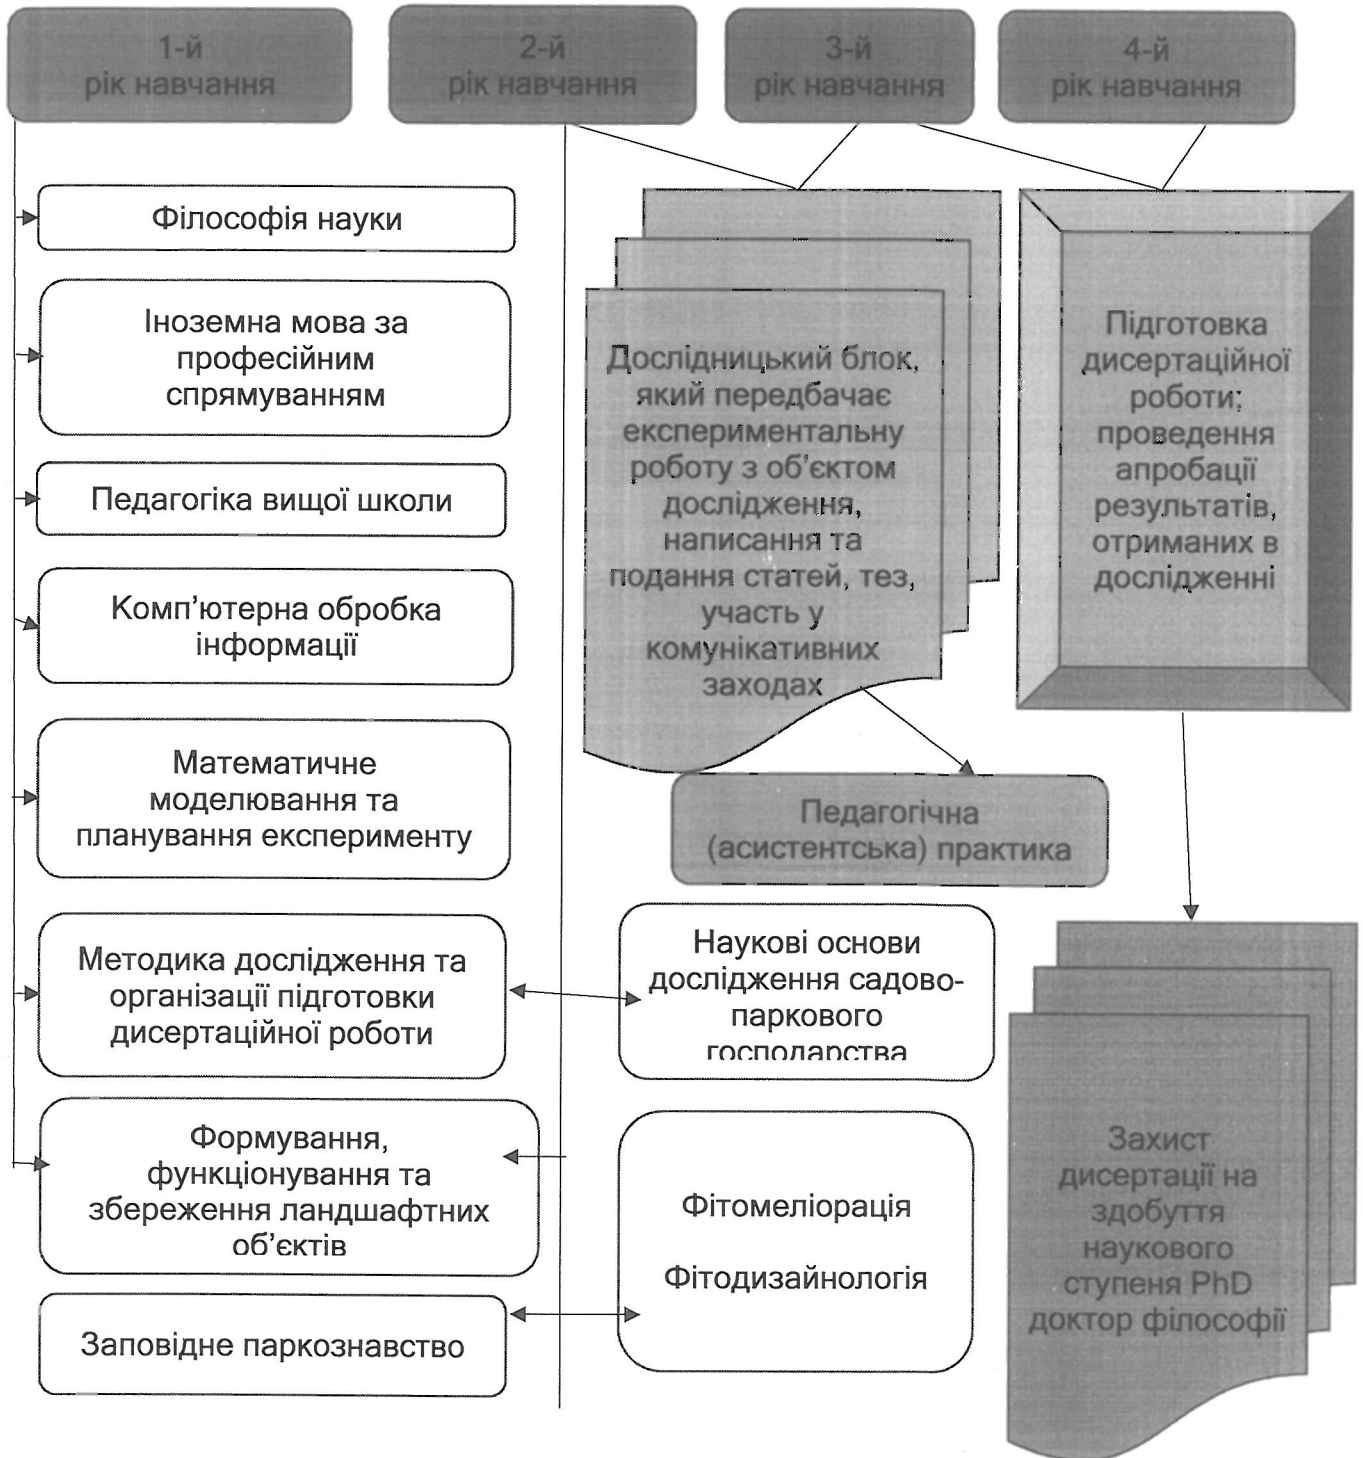 1-й
рік навчання
2-й
рік навчання
3-й
рік навчання
4-й
рік навчання
Філософія науки
Іноземна мова за
професійним
спрямуванням
Педагогіка вищої школи
Комп’ютерна обробка
інформації
Математичне
моделювання та
планування експерименту
Методика дослідження та
організації підготовки
дисертаційної роботи
Формування,
функціонування та
збереження ландшафтних
об’єктів
Заповідне паркознавство
Дослідницький блок,
який передбачає
експериментальну
роботу з об’єктом
дослідження,
написання та
подання статей, тез,
участь у
комунікативних
заходах
Педагогічна
(асистентська) практика
Наукові основи
дослідження садово-
паркового
господарства
Фітомеліорація
Фітодизайнологія
Підготовка
дисертаційної
роботи;
проведення
апробації
результатів,
отриманих в
дослідженні
Захист
дисертації на
здобуття
наукового
ступеня PhD
доктор філософії